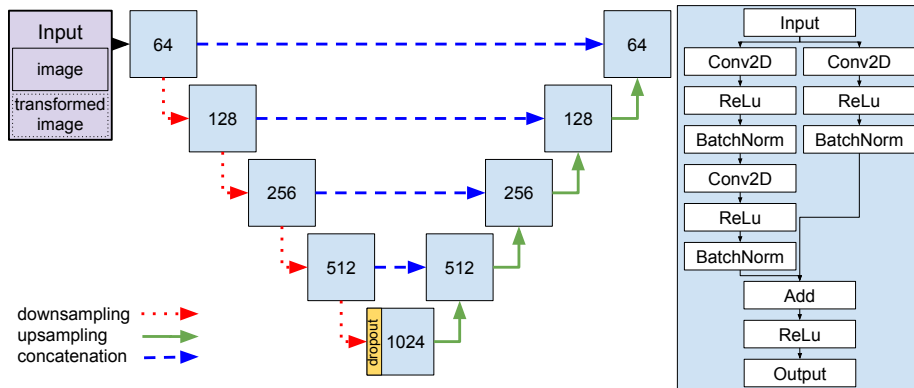 Input
image
transformed
image
64
64
128
128
256
256
512
512
dropout
1024
downsampling
upsampling
concatenation
Input
Conv2D
ReLu
BatchNorm
Conv2D
ReLu
BatchNorm
Conv2D
ReLu
BatchNorm
Add
ReLu
Output